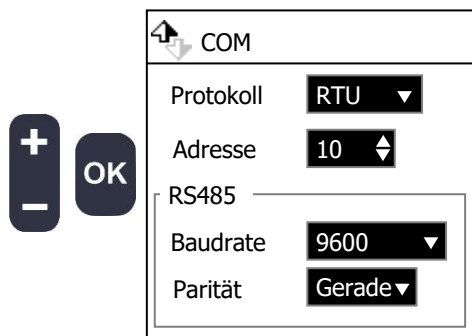 COM
Protokoll RTU
Adresse 10
RS485
Baudrate 9600
Parität Gerade
+
−
OK